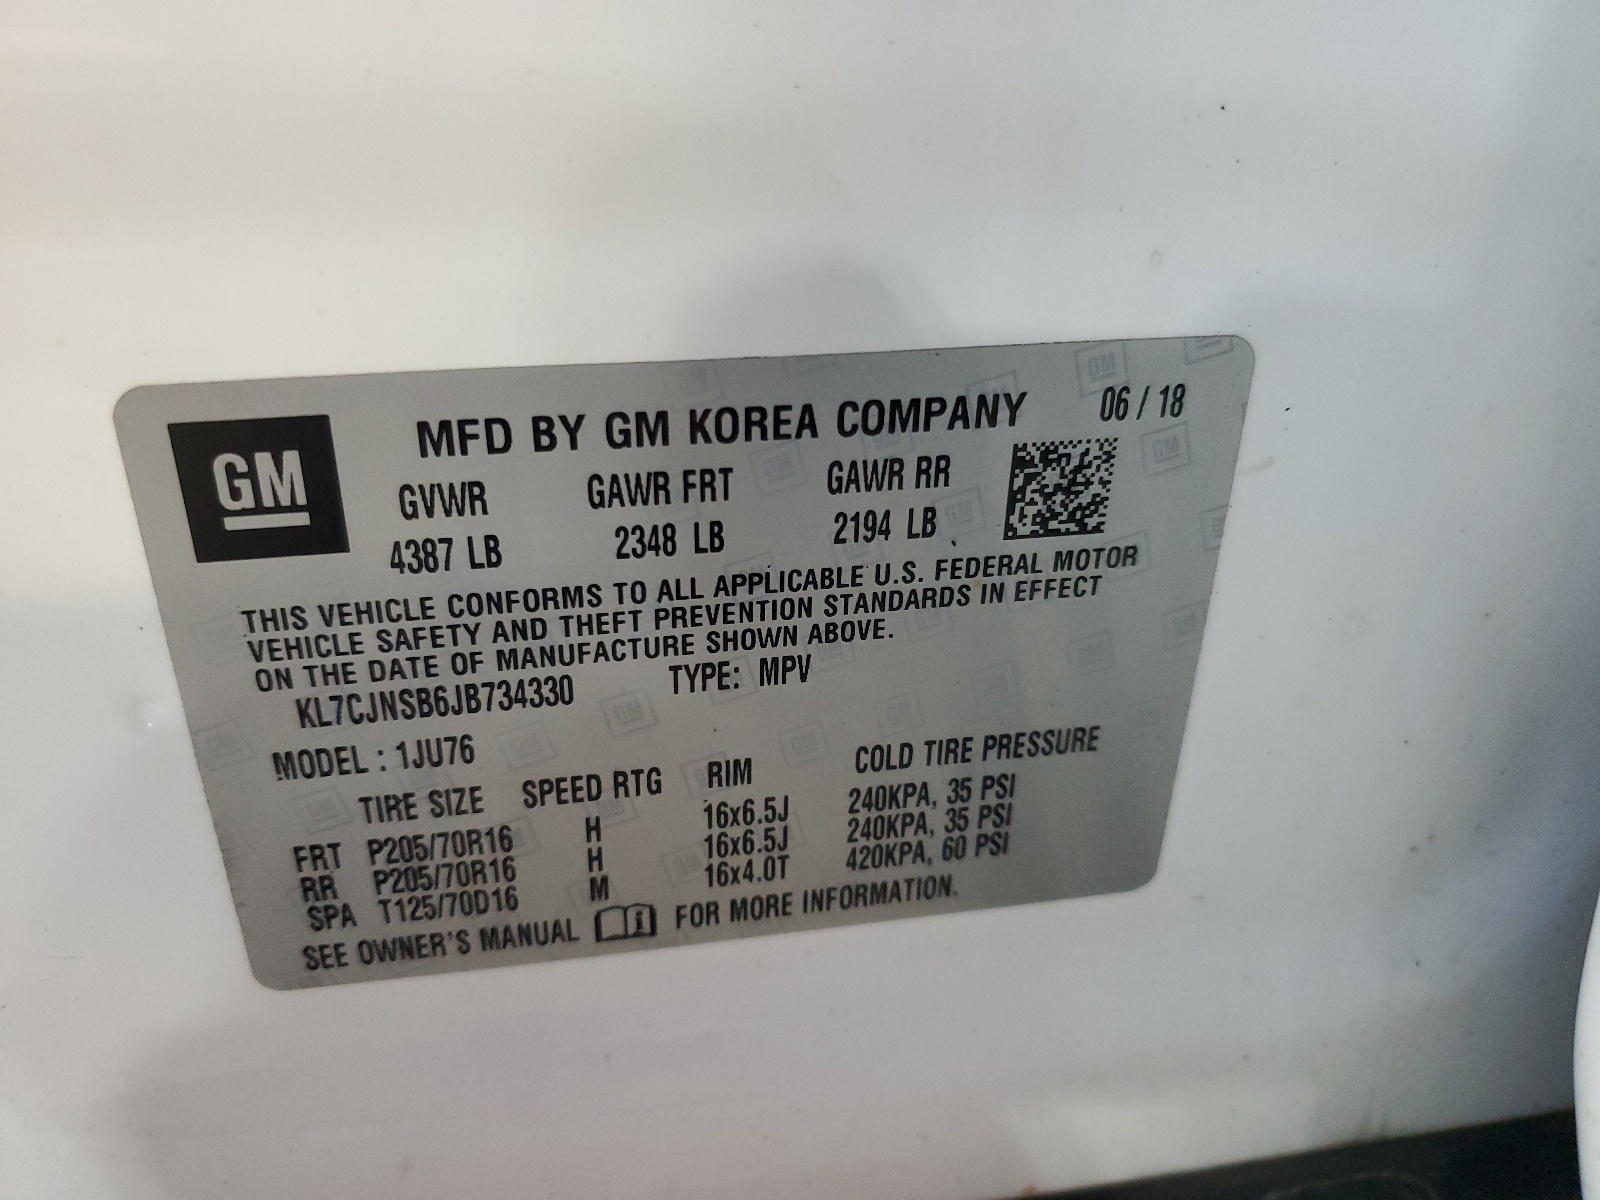 GM
MFD BY GM KOREA COMPANY 06 / 18
GVWR GAWR FRT GAWR RR
4387 LB 2348 LB 2194 LB
THIS VEHICLE CONFORMS TO ALL APPLICABLE U.S. FEDERAL MOTOR
VEHICLE SAFETY AND THEFT PREVENTION STANDARDS IN EFFECT
ON THE DATE OF MANUFACTURE SHOWN ABOVE.
KL7CJNSB6JB734330 TYPE: MPV
MODEL : 1JU76
TIRE SIZE SPEED RTG RIM COLD TIRE PRESSURE
FRT P205/70R16 H 16x6.5J 240KPA, 35 PSI
RR P205/70R16 H 16x6.5J 240KPA, 35 PSI
SPA T125/70D16 M 16x4.0T 420KPA, 60 PSI
SEE OWNER'S MANUAL FOR MORE INFORMATION.